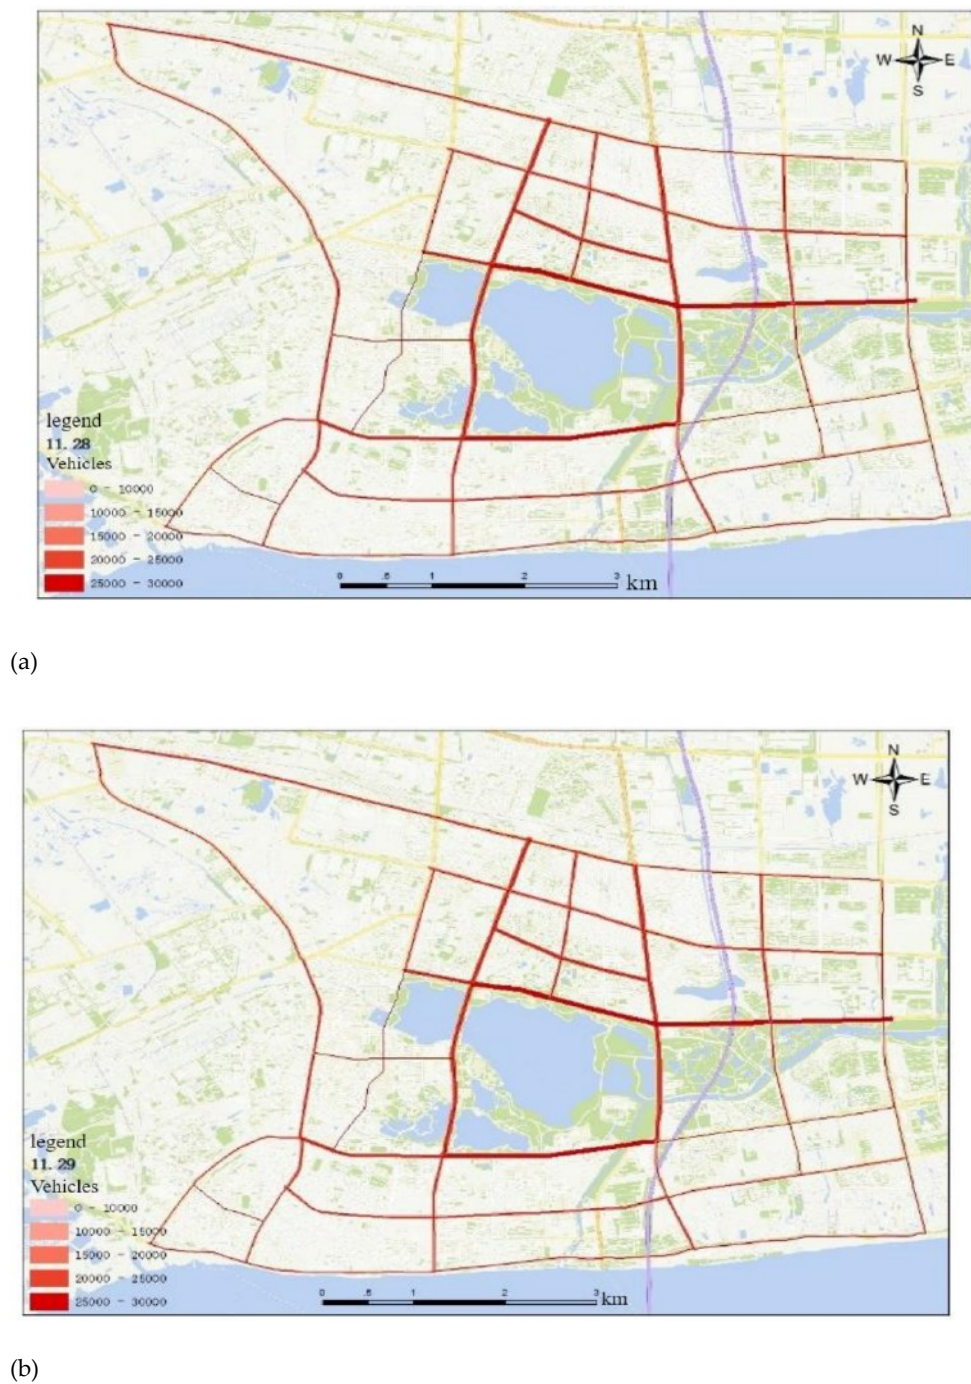 N
W E
S
legend
11. 28
Vehicles
0 - 10000
10000 - 15000
15000 - 20000
20000 - 25000
25000 - 30000
0 .5 1 2 3 km
(a)
N
W E
S
legend
11. 29
Vehicles
0 - 10000
10000 - 15000
15000 - 20000
20000 - 25000
25000 - 30000
0 .5 1 2 3 km
(b)